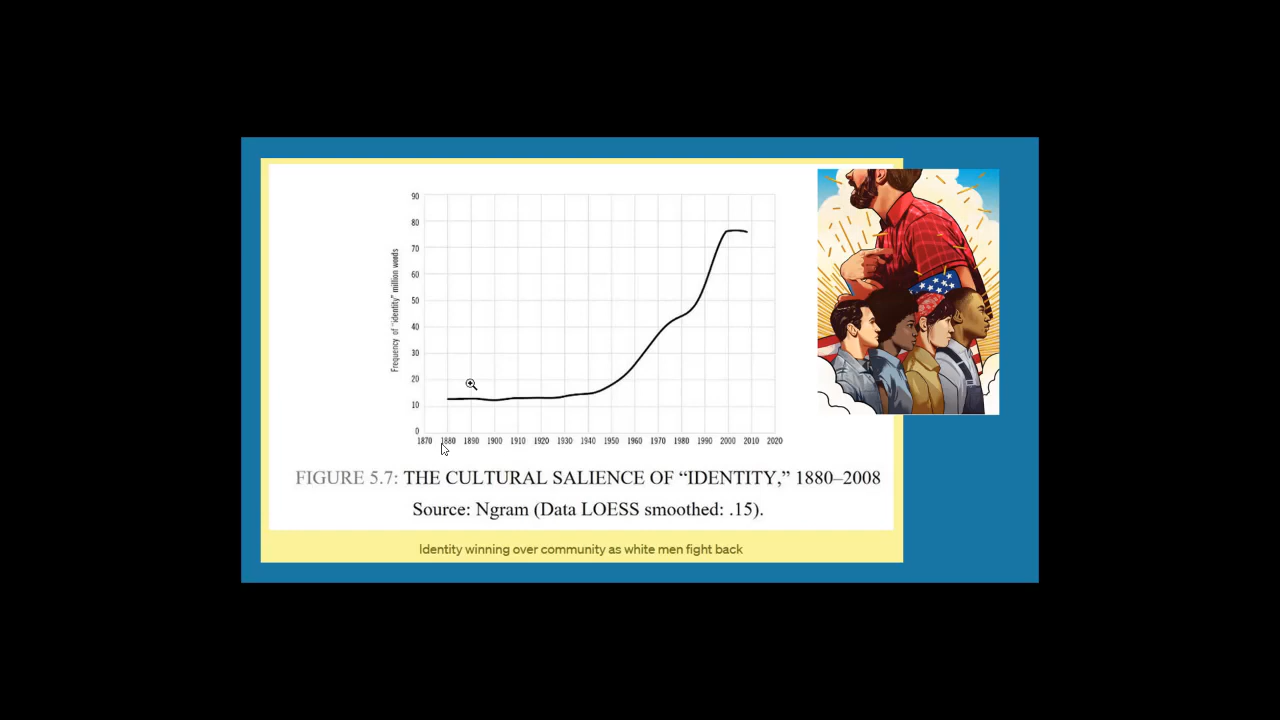 90
80
70
60
50
40
30
20
10
0
Frequency of "identity" million words
1870 1880 1890 1900 1910 1920 1930 1940 1950 1960 1970 1980 1990 2000 2010 2020
FIGURE 5.7: THE CULTURAL SALIENCE OF “IDENTITY,” 1880–2008
Source: Ngram (Data LOESS smoothed: .15).
Identity winning over community as white men fight back